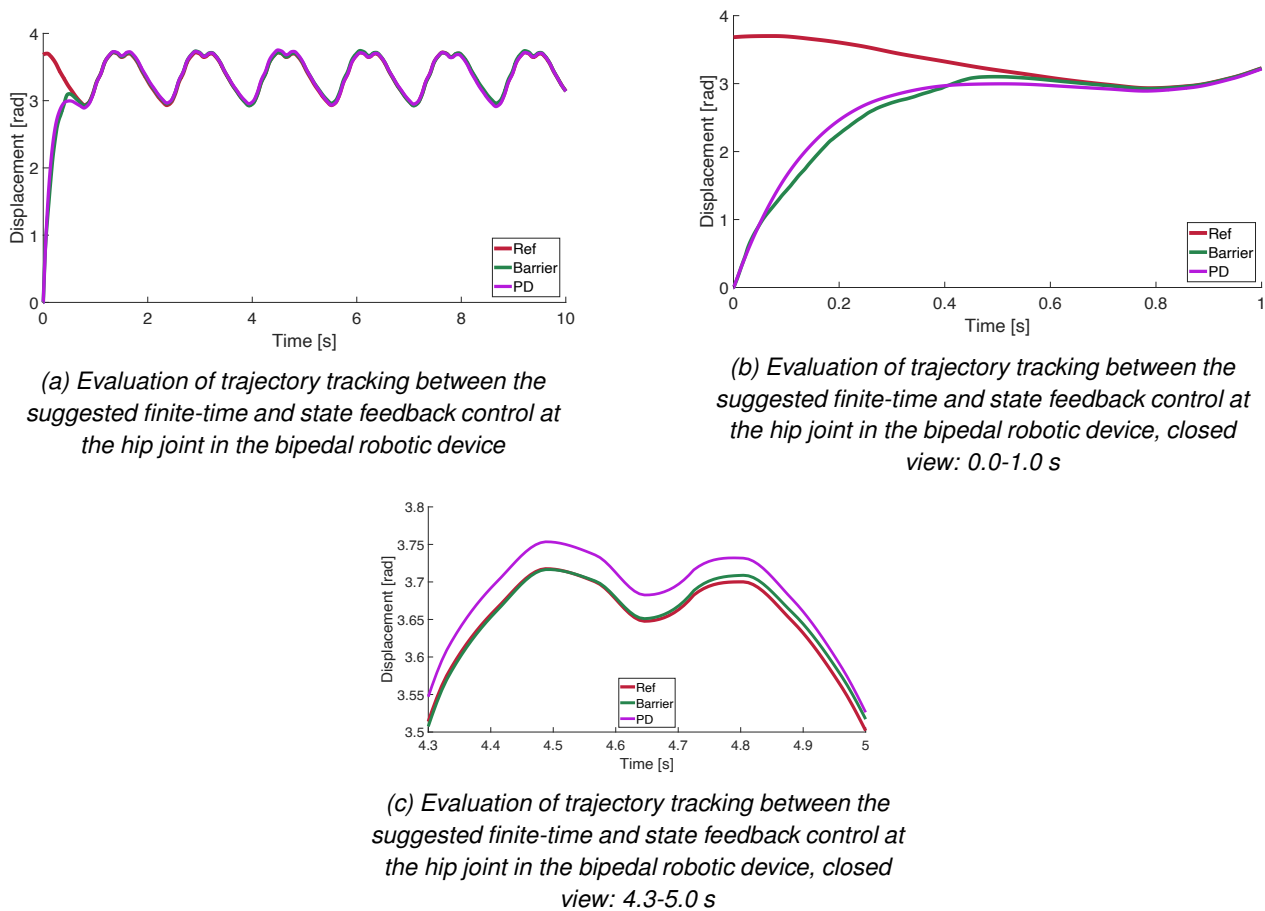 4
3
2
1
0
Displacement [rad]
0
2
4
6
8
10
Time [s]
Ref
Barrier
PD
(a) Evaluation of trajectory tracking between the
suggested finite-time and state feedback control at
the hip joint in the bipedal robotic device
4
3
2
1
0
Displacement [rad]
0
0.2
0.4
0.6
0.8
1
Time [s]
Ref
Barrier
PD
(b) Evaluation of trajectory tracking between the
suggested finite-time and state feedback control at
the hip joint in the bipedal robotic device, closed
view: 0.0-1.0 s
3.8
3.75
3.7
3.65
3.6
3.55
3.5
Displacement [rad]
4.3
4.4
4.5
4.6
4.7
4.8
4.9
5
Time [s]
Ref
Barrier
PD
(c) Evaluation of trajectory tracking between the
suggested finite-time and state feedback control at
the hip joint in the bipedal robotic device, closed
view: 4.3-5.0 s